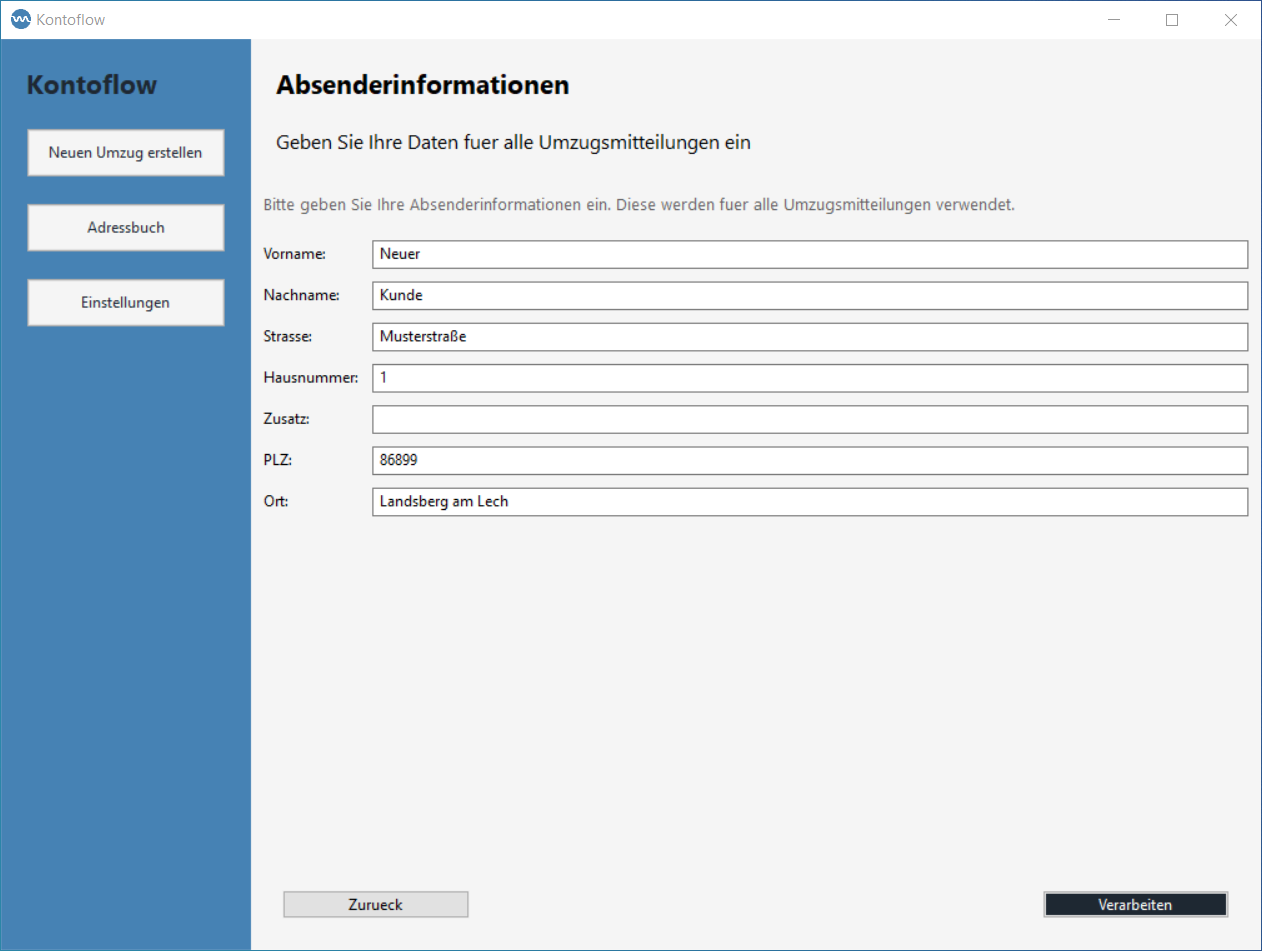 Kontoflow
Kontoflow
Neuen Umzug erstellen
Adressbuch
Einstellungen
Absenderinformationen
Geben Sie Ihre Daten fuer alle Umzugsmitteilungen ein
Bitte geben Sie Ihre Absenderinformationen ein. Diese werden fuer alle Umzugsmitteilungen verwendet.
Vorname: Neuer
Nachname: Kunde
Strasse: Musterstraße
Hausnummer: 1
Zusatz:
PLZ: 86899
Ort: Landsberg am Lech
Zurueck Verarbeiten